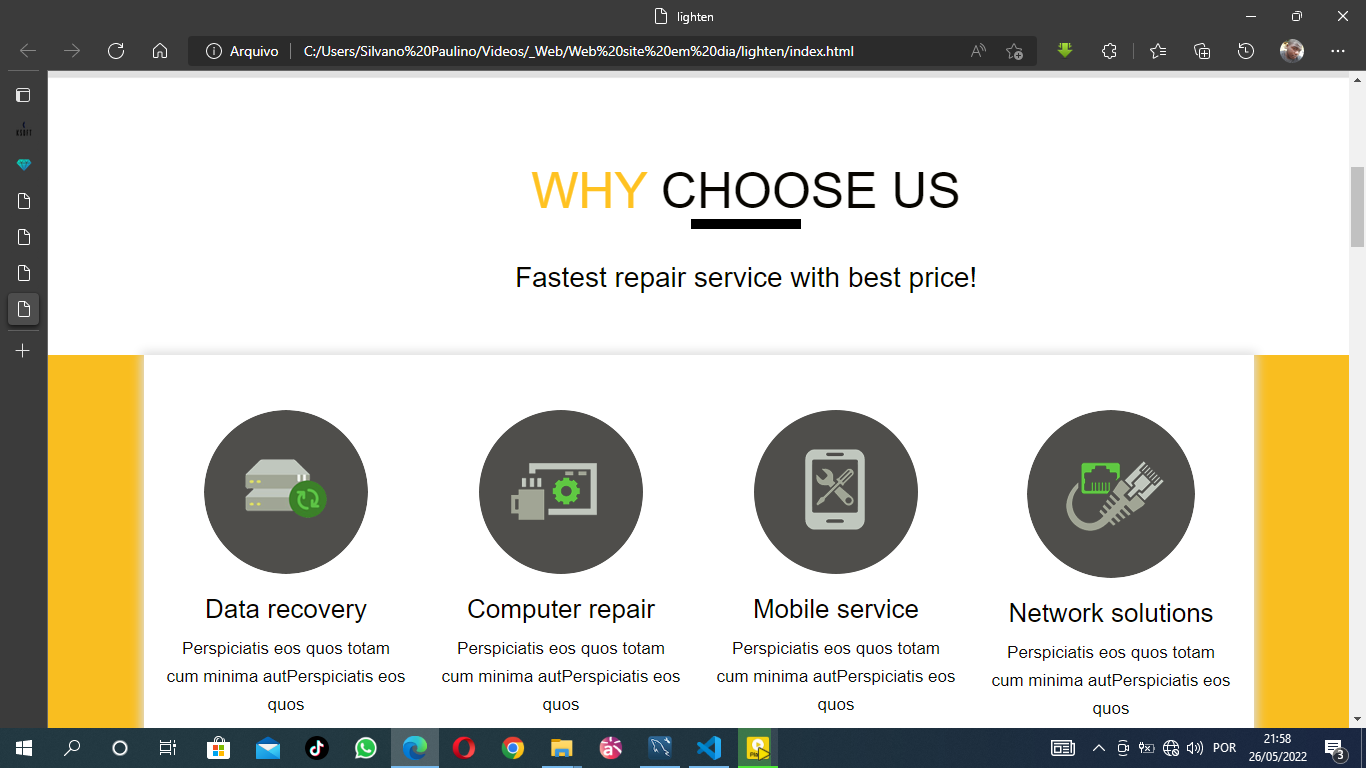 lighten
Arquivo C:/Users/Silvano%20Paulino/Videos/_Web/Web%20site%20em%20dia/lighten/index.html
WHY CHOOSE US
Fastest repair service with best price!
Data recovery
Perspiciatis eos quos totam
cum minima autPerspiciatis eos
quos
Computer repair
Perspiciatis eos quos totam
cum minima autPerspiciatis eos
quos
Mobile service
Perspiciatis eos quos totam
cum minima autPerspiciatis eos
quos
Network solutions
Perspiciatis eos quos totam
cum minima autPerspiciatis eos
quos
POR
21:58
26/05/2022
3